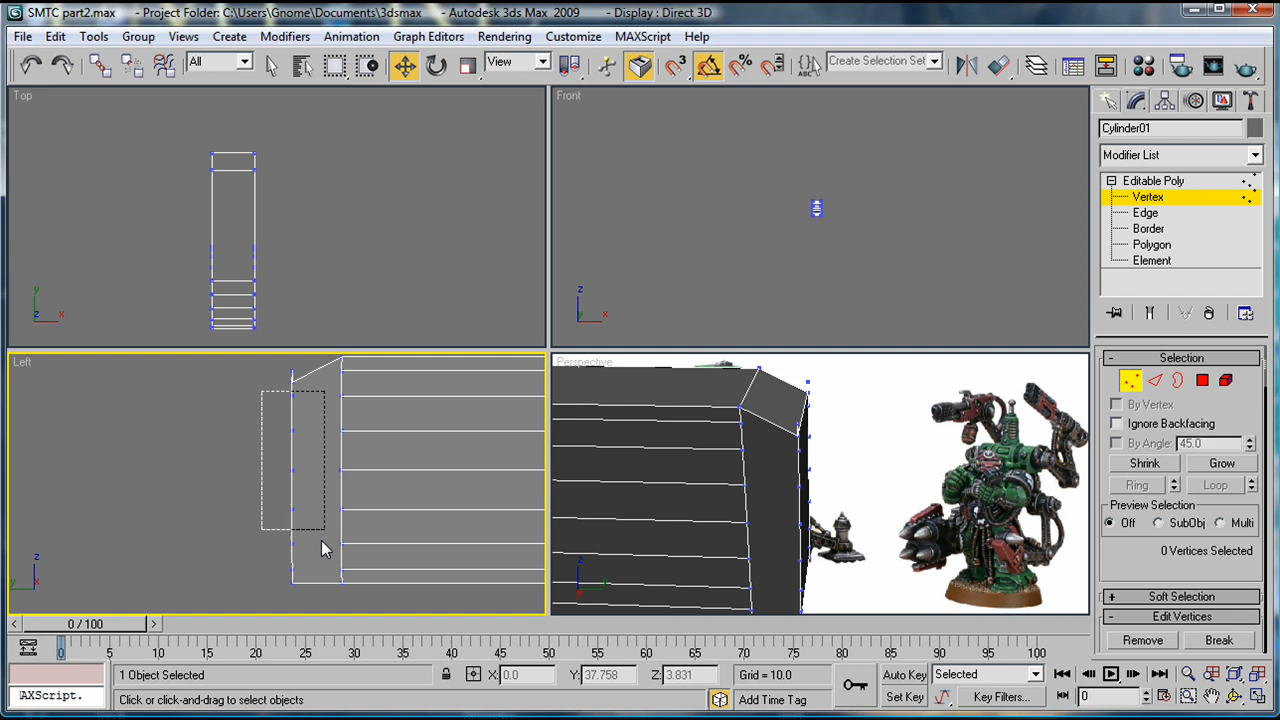 SMTC part2.max - Project Folder: C:\Users\Gnome\Documents\3dsmax - Autodesk 3ds Max 2009 - Display : Direct 3D
File Edit Tools Group Views Create Modifiers Animation Graph Editors Rendering Customize MAXScript Help
All View Create Selection Set
Top Front
Cylinder01
Modifier List
Editable Poly
Vertex
Edge
Border
Polygon
Element
z y x
z y x
Left Perspective
- Selection
By Vertex
Ignore Backfacing
By Angle: 45.0
Shrink Grow
Ring Loop
Preview Selection
Off SubObj Multi
0 Vertices Selected
z y x
z
+ Soft Selection
- Edit Vertices
Remove Break
< 0 / 100 >
0 5 10 15 20 25 30 35 40 45 50 55 60 65 70 75 80 85 90 95 100
1 Object Selected X: 0.0 Y: 37.758 Z: 3.831 Grid = 10.0 Auto Key Selected
AXScript. Click or click-and-drag to select objects Add Time Tag Set Key Key Filters... 0